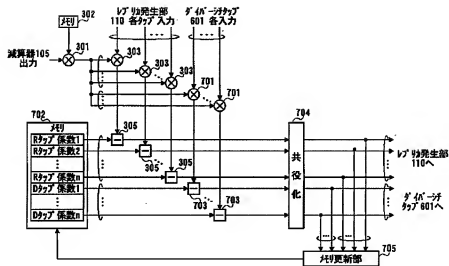 302
メモリ
301
減算器105
出力
レプリカ発生部
110 各タップ入力
ダイバーシチタップ
601 各入力
303
303
303
701
701
702
メモリ
Rタップ係数1
Rタップ係数2
Rタップ係数n
Dタップ係数1
Dタップ係数n
305
305
305
703
703
704
共役化
レプリカ発生部
110へ
ダイバーシチ
タップ601へ
メモリ更新部
705